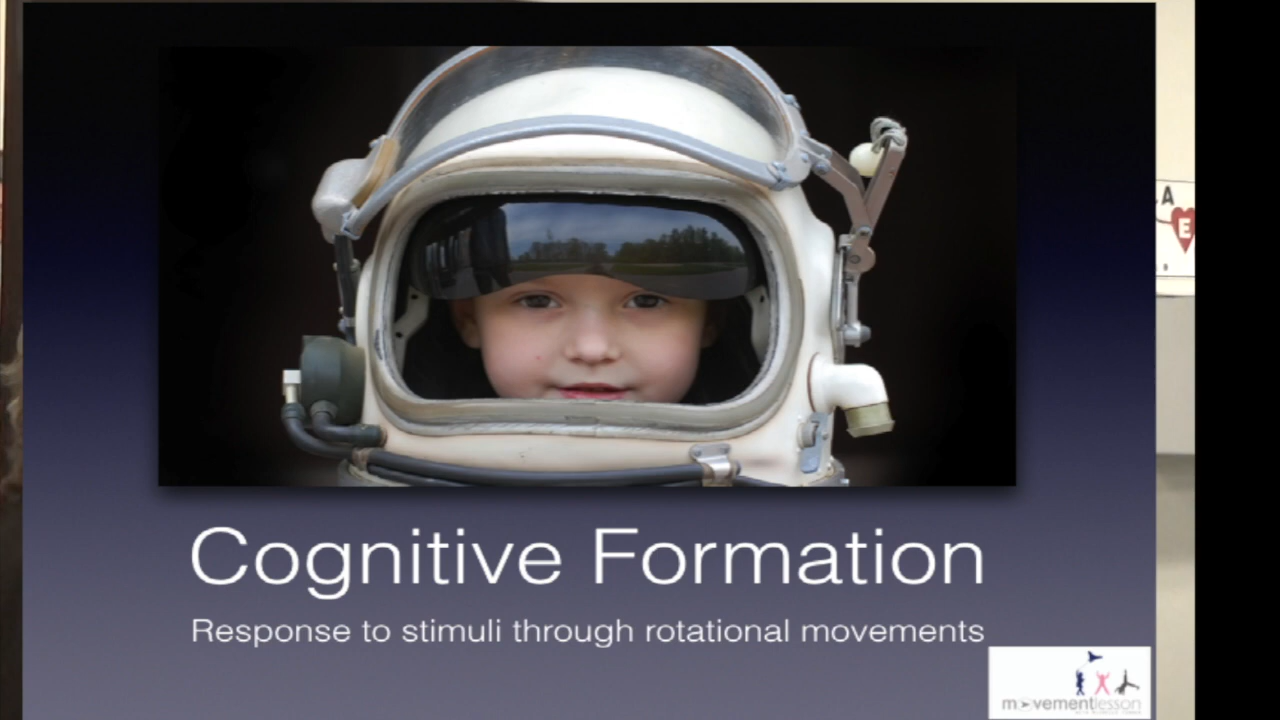 A
E
Cognitive Formation
Response to stimuli through rotational movements
movementlesson